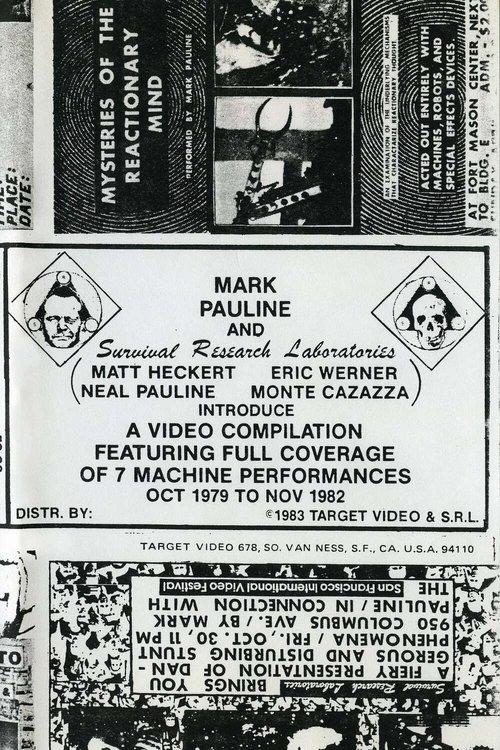 PLACE:
DATE:
MYSTERIES OF THE
REACTIONARY
MIND
PERFORMED BY MARK PAULINE
AN EXAMINATION OF THE UNDERLYING MECHANISMS
THAT CHARACTERIZE REACTIONARY THOUGHT
ACTED OUT ENTIRELY WITH
MACHINES, ROBOTS, AND
SPECIAL EFFECTS DEVICES
AT FORT MASON CENTER, NEXT
TO BLDG. E ADM. - $2.00
MARK
PAULINE
AND
Survival Research Laboratories
(MATT HECKERT ERIC WERNER
NEAL PAULINE MONTE CAZAZZA)
INTRODUCE
A VIDEO COMPILATION
FEATURING FULL COVERAGE
OF 7 MACHINE PERFORMANCES
OCT 1979 TO NOV 1982
DISTR. BY: ©1983 TARGET VIDEO & S.R.L.
TARGET VIDEO 678, SO. VAN NESS, S.F., CA. U.S.A. 94110
TO
Survival Research Laboratories BRINGS YOU
A FIERY PRESENTATION OF DAN-
GEROUS AND DISTURBING STUNT
PHENOMENA / FRI., OCT. 30, 11 PM
950 COLUMBUS AVE. / BY MARK
PAULINE / IN CONNECTION WITH
THE San Francisco International Video Festival